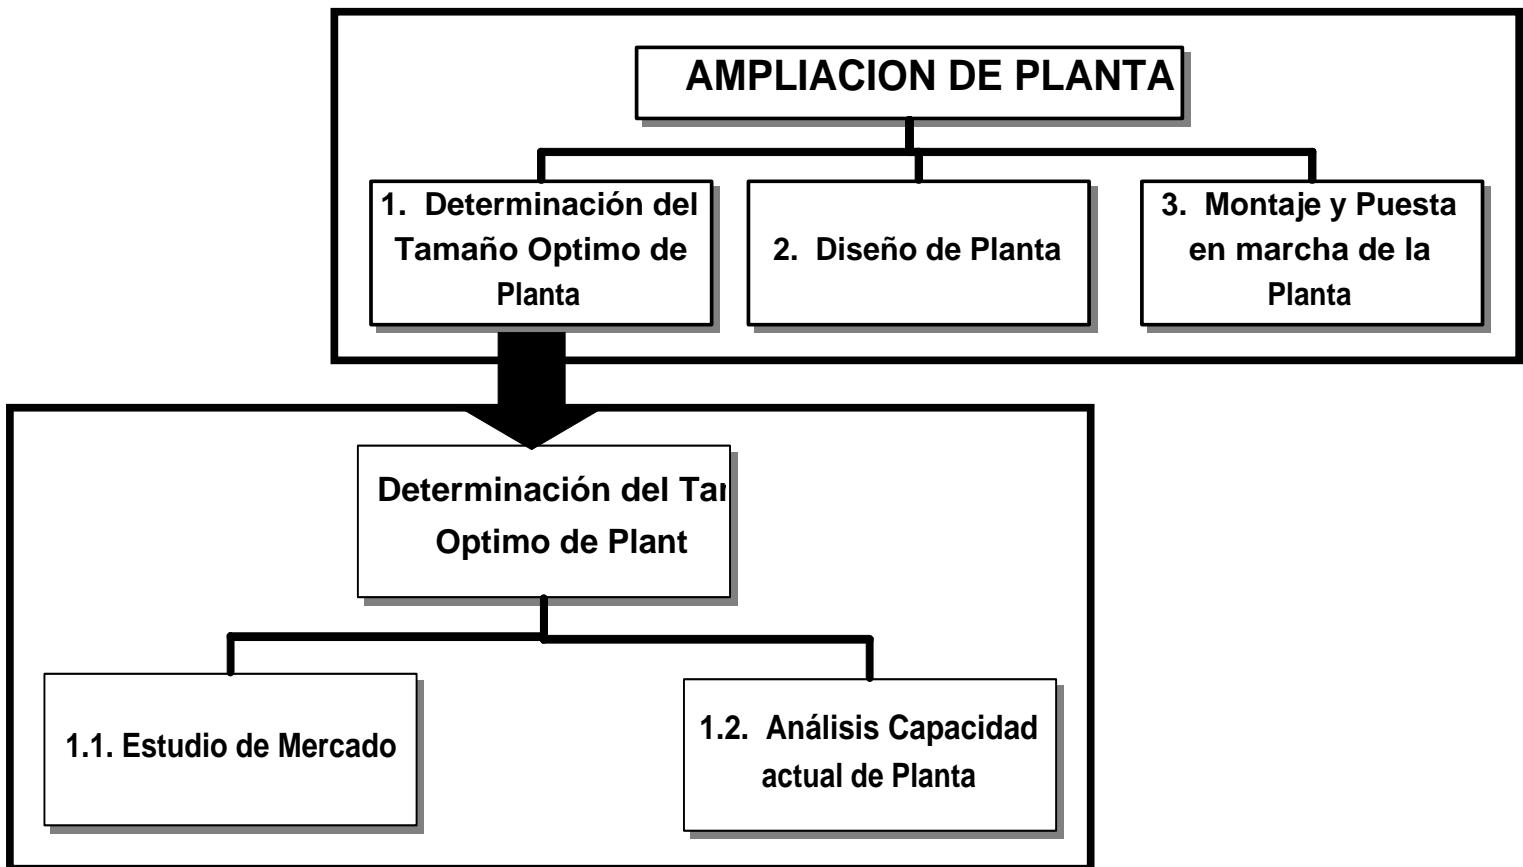 AMPLIACION DE PLANTA
1. Determinación del
Tamaño Optimo de
Planta
2. Diseño de Planta
3. Montaje y Puesta
en marcha de la
Planta
Determinación del Tam
Optimo de Plant
1.1. Estudio de Mercado
1.2. Análisis Capacidad
actual de Planta